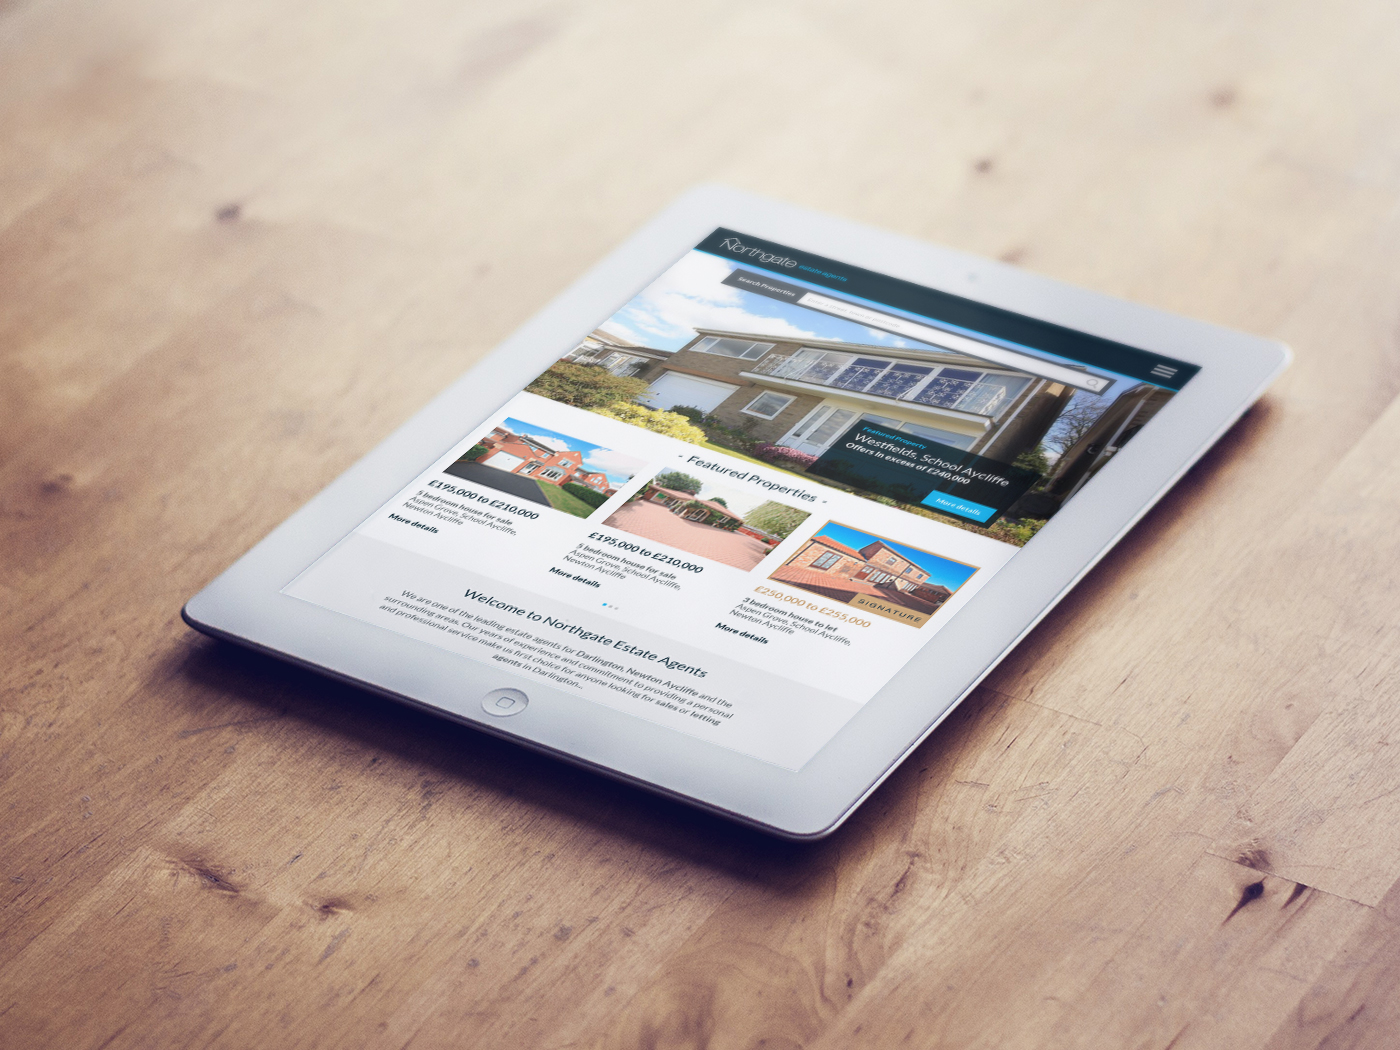 Northgate estate agents
Search Properties
Featured Property
Westfields, School Aycliffe
Offers in excess of £240,000
More details
Featured Properties
£195,000 to £210,000
5 bedroom house for sale
Aspen Grove, School Aycliffe,
Newton Aycliffe
More details
£195,000 to £210,000
5 bedroom house for sale
Aspen Grove, School Aycliffe,
Newton Aycliffe
More details
SIGNATURE
£250,000 to £255,000
3 bedroom house to let
Aspen Grove, School Aycliffe,
Newton Aycliffe
More details
Welcome to Northgate Estate Agents
We are one of the leading estate agents for Darlington, Newton Aycliffe and the
surrounding areas. Our years of experience and commitment to providing a personal
and professional service make us first choice for anyone looking for sales or letting
agents in Darlington...